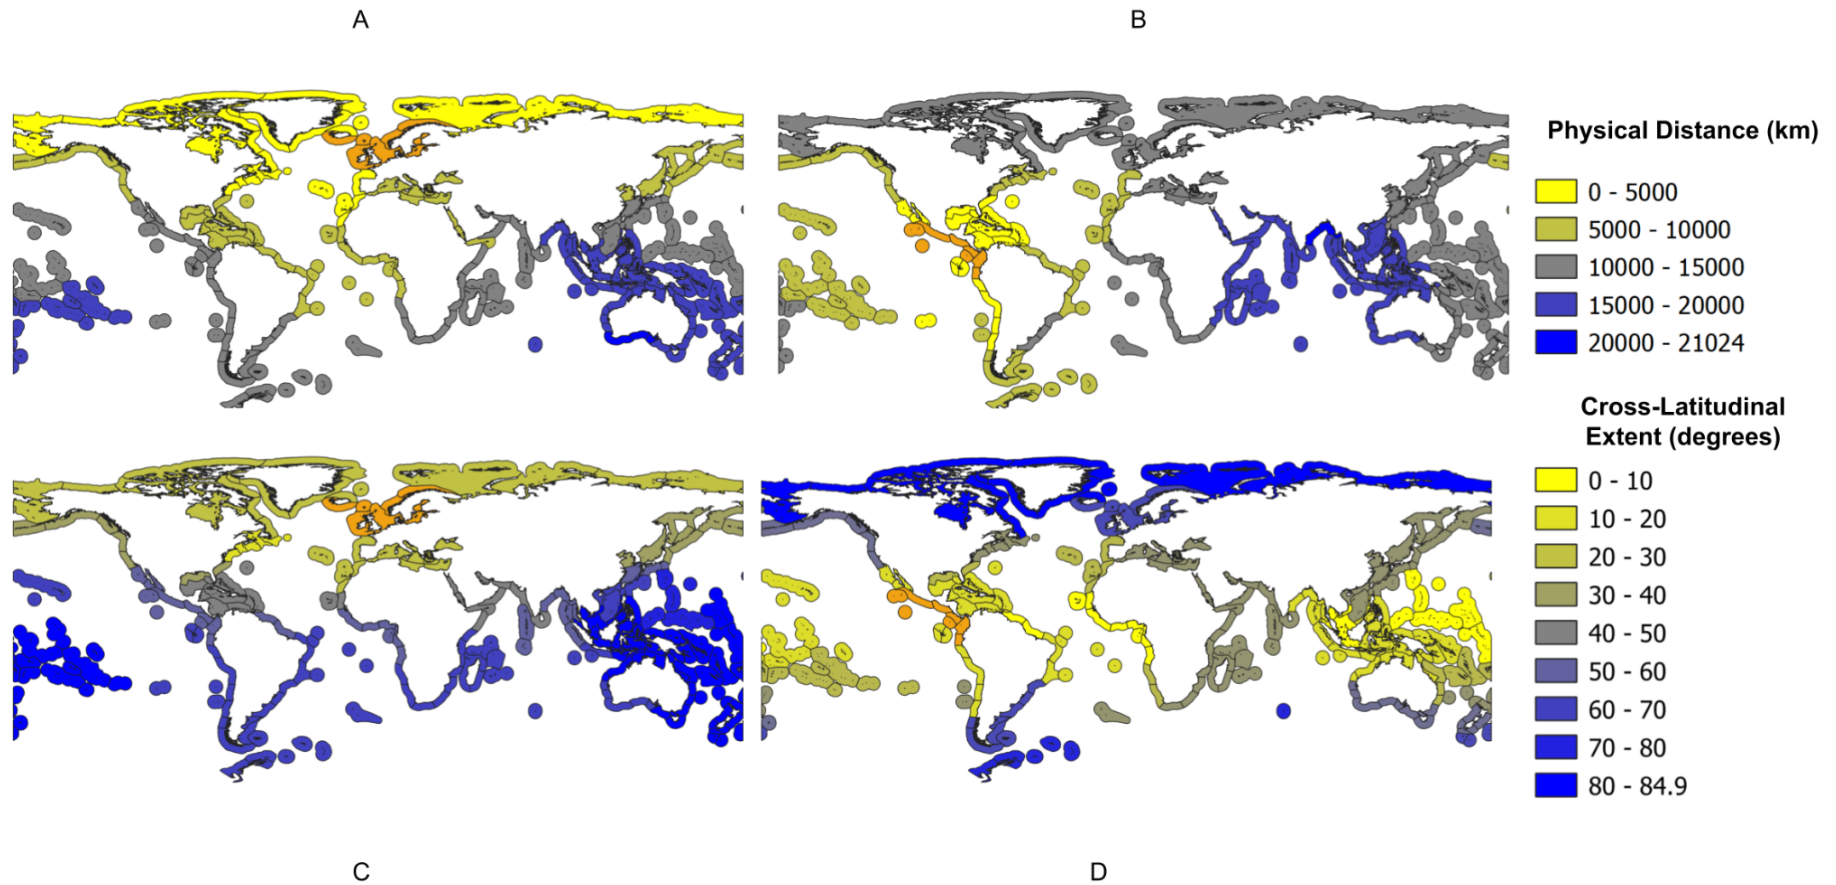 A
B
Physical Distance (km)
0 - 5000
5000 - 10000
10000 - 15000
15000 - 20000
20000 - 21024
Cross-Latitudinal
Extent (degrees)
0 - 10
10 - 20
20 - 30
30 - 40
40 - 50
50 - 60
60 - 70
70 - 80
80 - 84.9
C
D